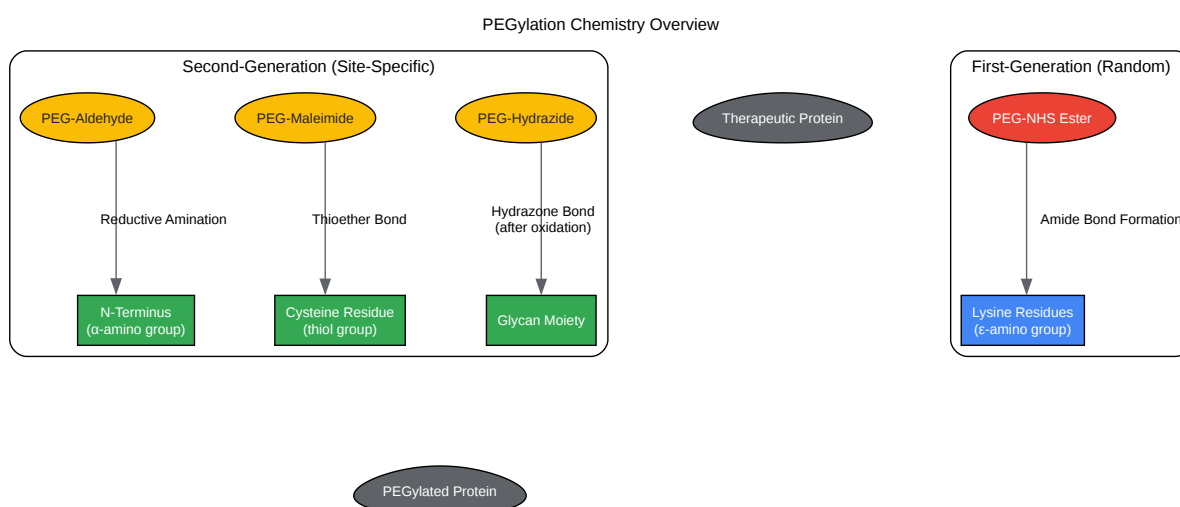 PEGylation Chemistry Overview
Second-Generation (Site-Specific)
First-Generation (Random)
PEG-Aldehyde
PEG-Maleimide
PEG-Hydrazide
Therapeutic Protein
PEG-NHS Ester
Reductive Amination
Thioether Bond
Hydrazone Bond
(after oxidation)
Amide Bond Formation
N-Terminus
(α-amino group)
Cysteine Residue
(thiol group)
Glycan Moiety
Lysine Residues
(ε-amino group)
PEGylated Protein